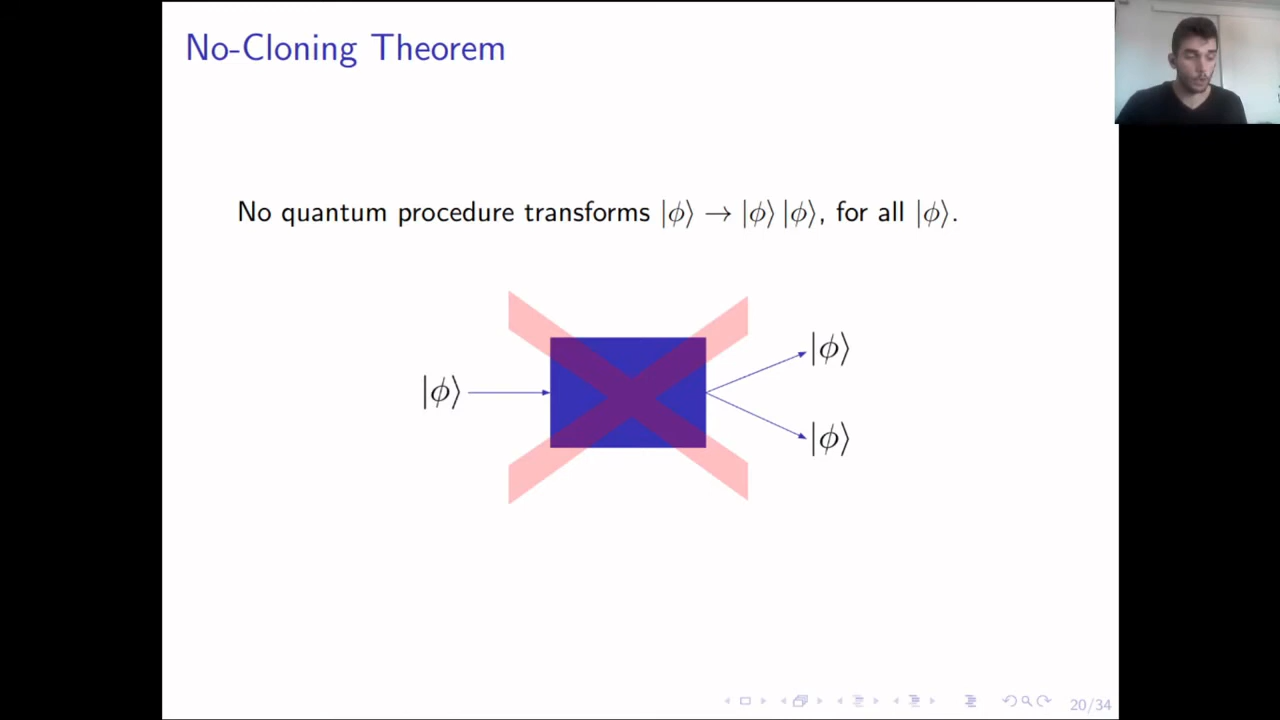 No-Cloning Theorem
No quantum procedure transforms |ϕ⟩ → |ϕ⟩ |ϕ⟩, for all |ϕ⟩.
|ϕ⟩
|ϕ⟩
|ϕ⟩
20/34